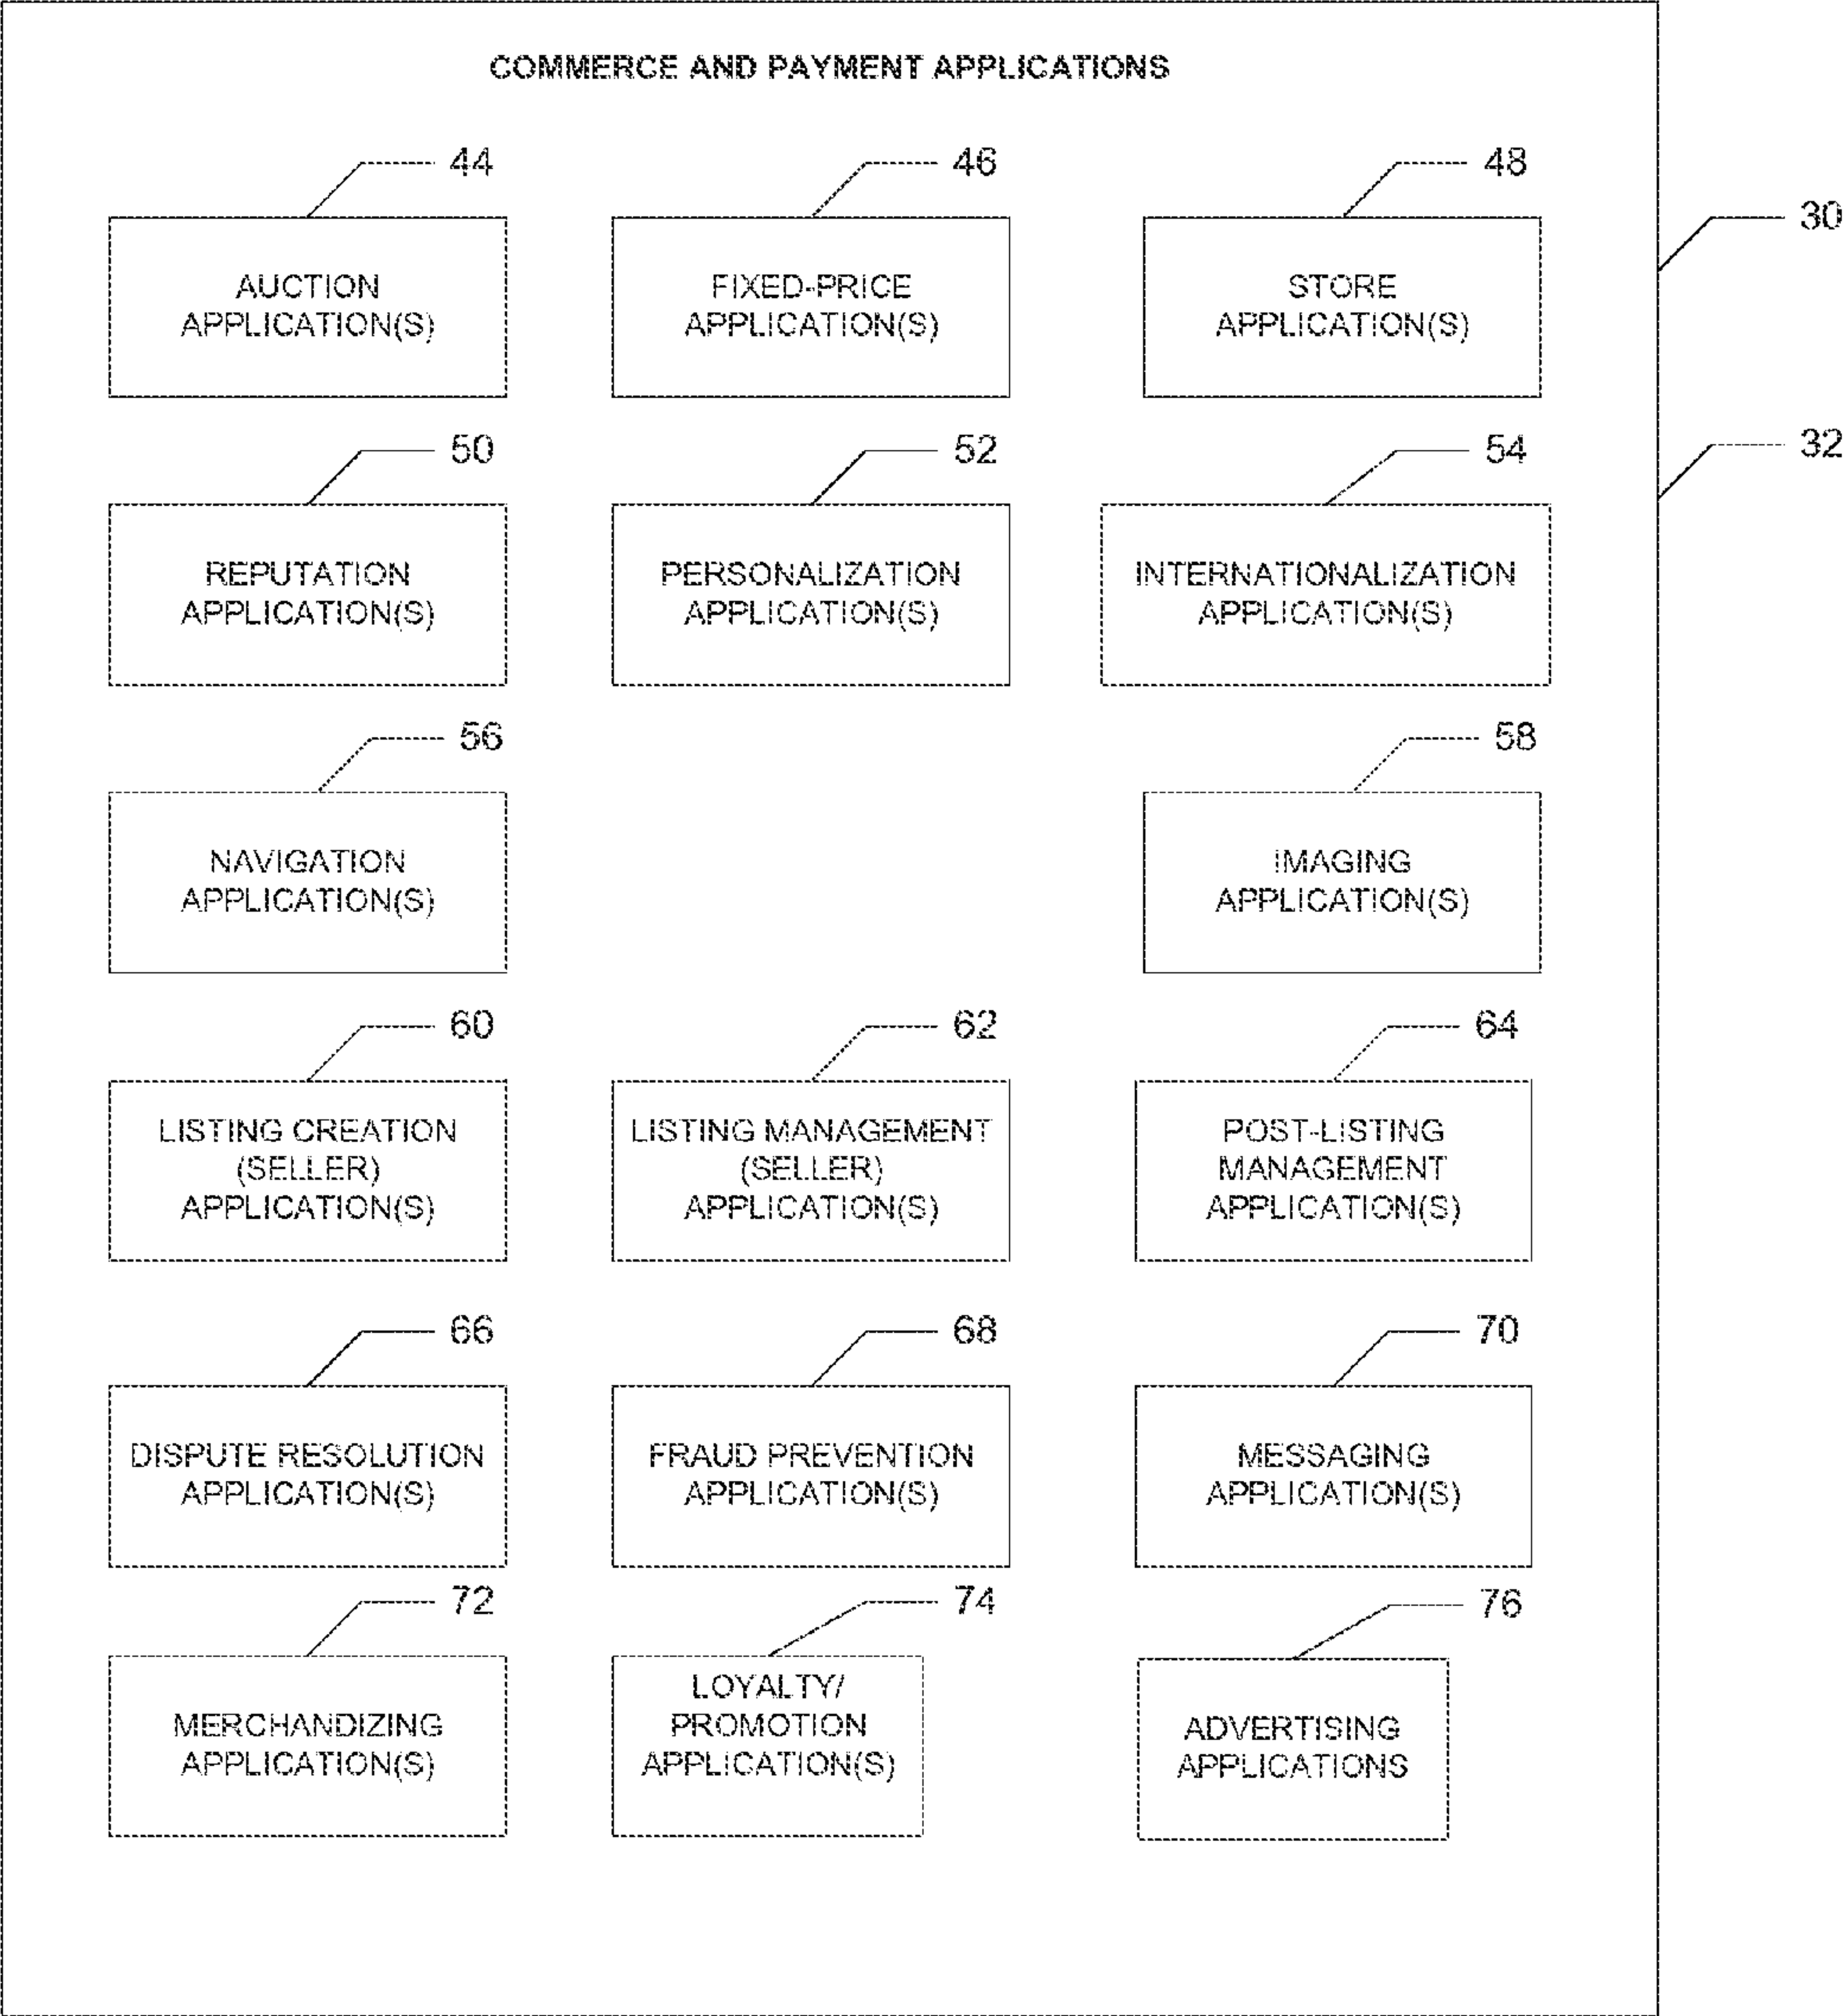 COMMERCE AND PAYMENT APPLICATIONS
44
46
48
30
AUCTION
APPLICATION(S)
FIXED-PRICE
APPLICATION(S)
STORE
APPLICATION(S)
32
50
52
54
REPUTATION
APPLICATION(S)
PERSONALIZATION
APPLICATION(S)
INTERNATIONALIZATION
APPLICATION(S)
56
58
NAVIGATION
APPLICATION(S)
IMAGING
APPLICATION(S)
60
62
64
LISTING CREATION
(SELLER)
APPLICATION(S)
LISTING MANAGEMENT
(SELLER)
APPLICATION(S)
POST-LISTING
MANAGEMENT
APPLICATION(S)
66
68
70
DISPUTE RESOLUTION
APPLICATION(S)
FRAUD PREVENTION
APPLICATION(S)
MESSAGING
APPLICATION(S)
72
74
76
MERCHANDIZING
APPLICATION(S)
LOYALTY/
PROMOTION
APPLICATION(S)
ADVERTISING
APPLICATIONS